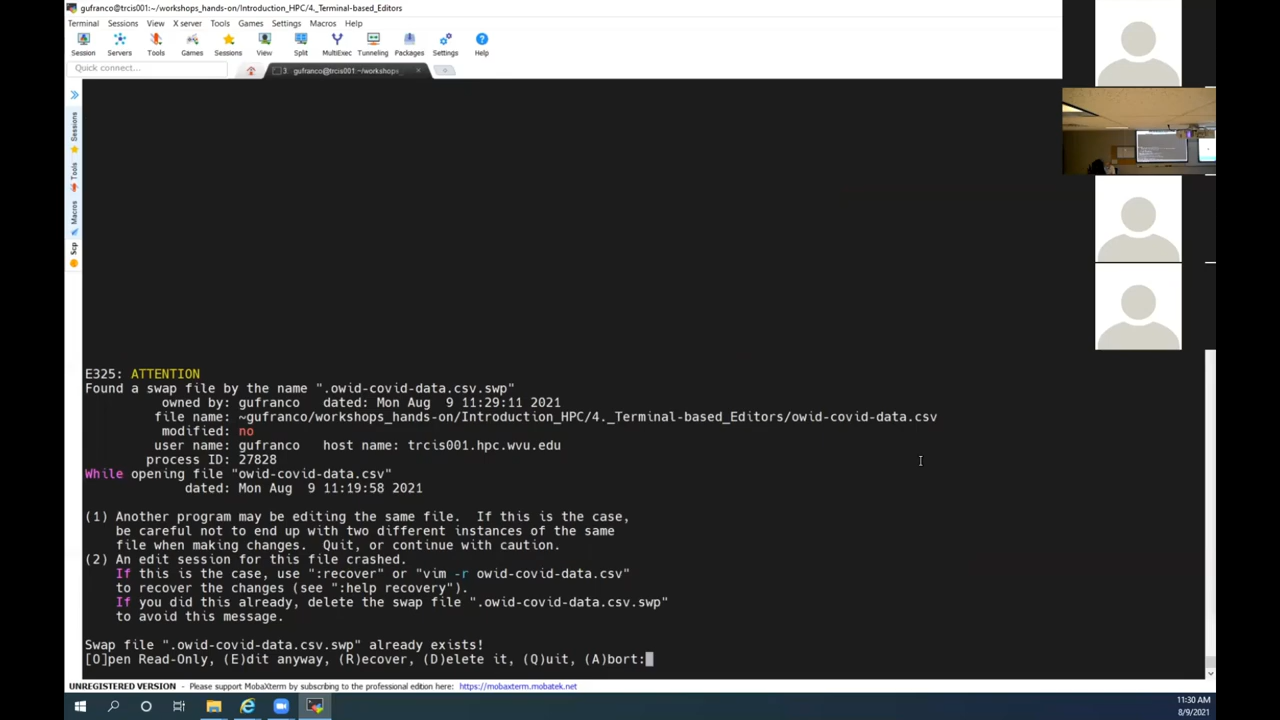 gufranco@trcis001:~/workshops_hands-on/Introduction_HPC/4._Terminal-based_Editors
Terminal Sessions View X server Tools Games Settings Macros Help
Session Servers Tools Games Sessions View Split MultiExec Tunneling Packages Settings Help
Quick connect...
3. gufranco@trcis001:~/workshops_
Sessions
Tools
Macros
Scp
E325: ATTENTION
Found a swap file by the name ".owid-covid-data.csv.swp"
owned by: gufranco dated: Mon Aug 9 11:29:11 2021
file name: ~gufranco/workshops_hands-on/Introduction_HPC/4._Terminal-based_Editors/owid-covid-data.csv
modified: no
user name: gufranco host name: trcis001.hpc.wvu.edu
process ID: 27828
While opening file "owid-covid-data.csv"
dated: Mon Aug 9 11:19:58 2021
(1) Another program may be editing the same file. If this is the case,
be careful not to end up with two different instances of the same
file when making changes. Quit, or continue with caution.
(2) An edit session for this file crashed.
If this is the case, use ":recover" or "vim -r owid-covid-data.csv"
to recover the changes (see ":help recovery").
If you did this already, delete the swap file ".owid-covid-data.csv.swp"
to avoid this message.
Swap file ".owid-covid-data.csv.swp" already exists!
[O]pen Read-Only, (E)dit anyway, (R)ecover, (D)elete it, (Q)uit, (A)bort:
UNREGISTERED VERSION - Please support MobaXterm by subscribing to the professional edition here: https://mobaxterm.mobatek.net
11:30 AM
8/9/2021